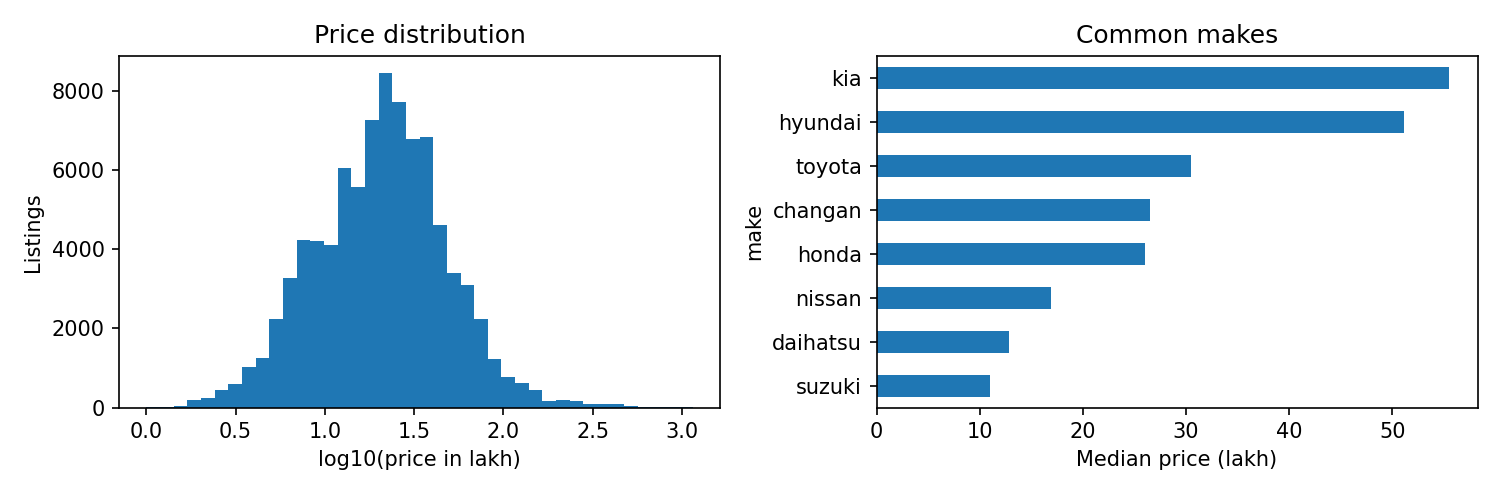 Price distribution
Listings
8000
6000
4000
2000
0
0.0 0.5 1.0 1.5 2.0 2.5 3.0
log10(price in lakh)
Common makes
make
kia
hyundai
toyota
changan
honda
nissan
daihatsu
suzuki
0 10 20 30 40 50
Median price (lakh)